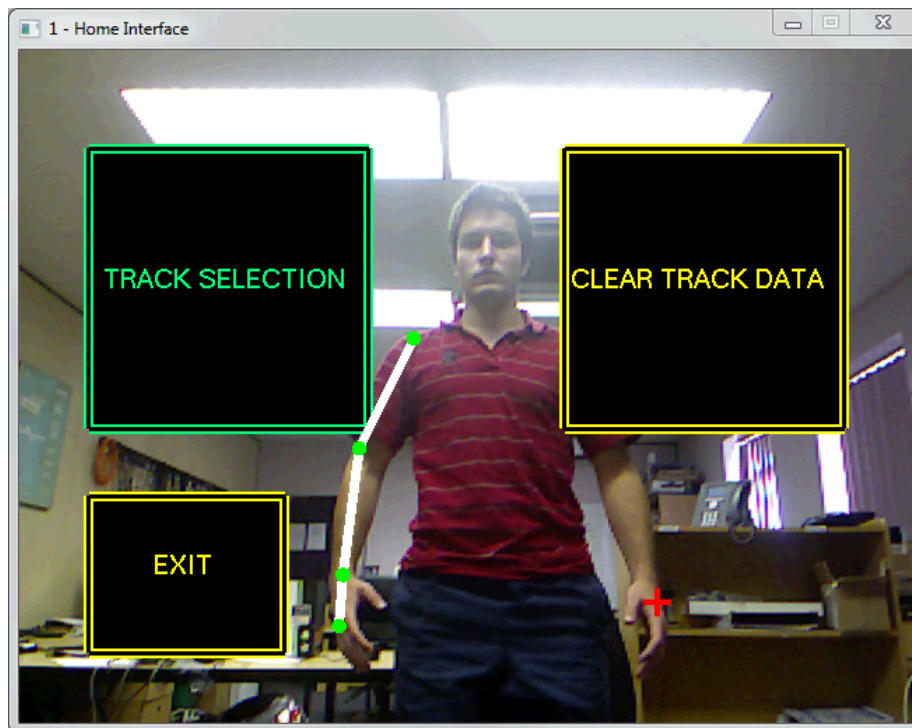 1 - Home Interface
TRACK SELECTION
CLEAR TRACK DATA
EXIT